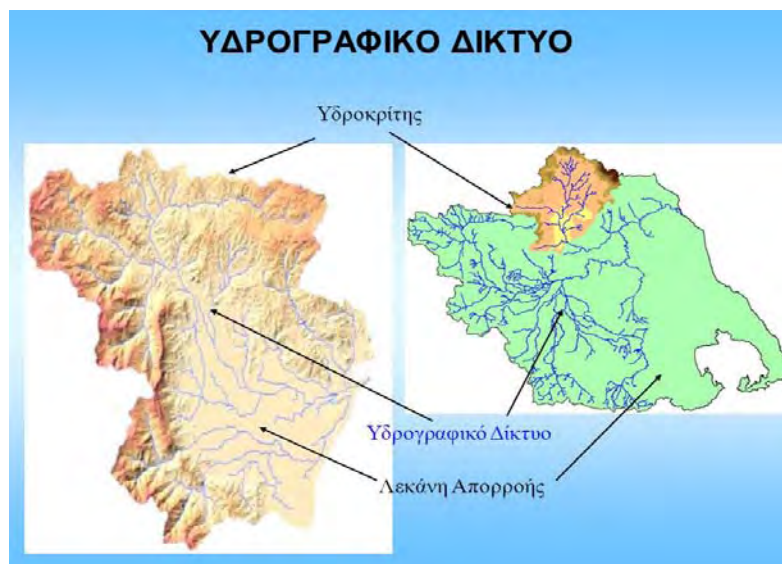 ΥΔΡΟΓΡΑΦΙΚΟ ΔΙΚΤΥΟ
Υδροκρίτης
Υδρογραφικό Δίκτυο
Λεκάνη Απορροής